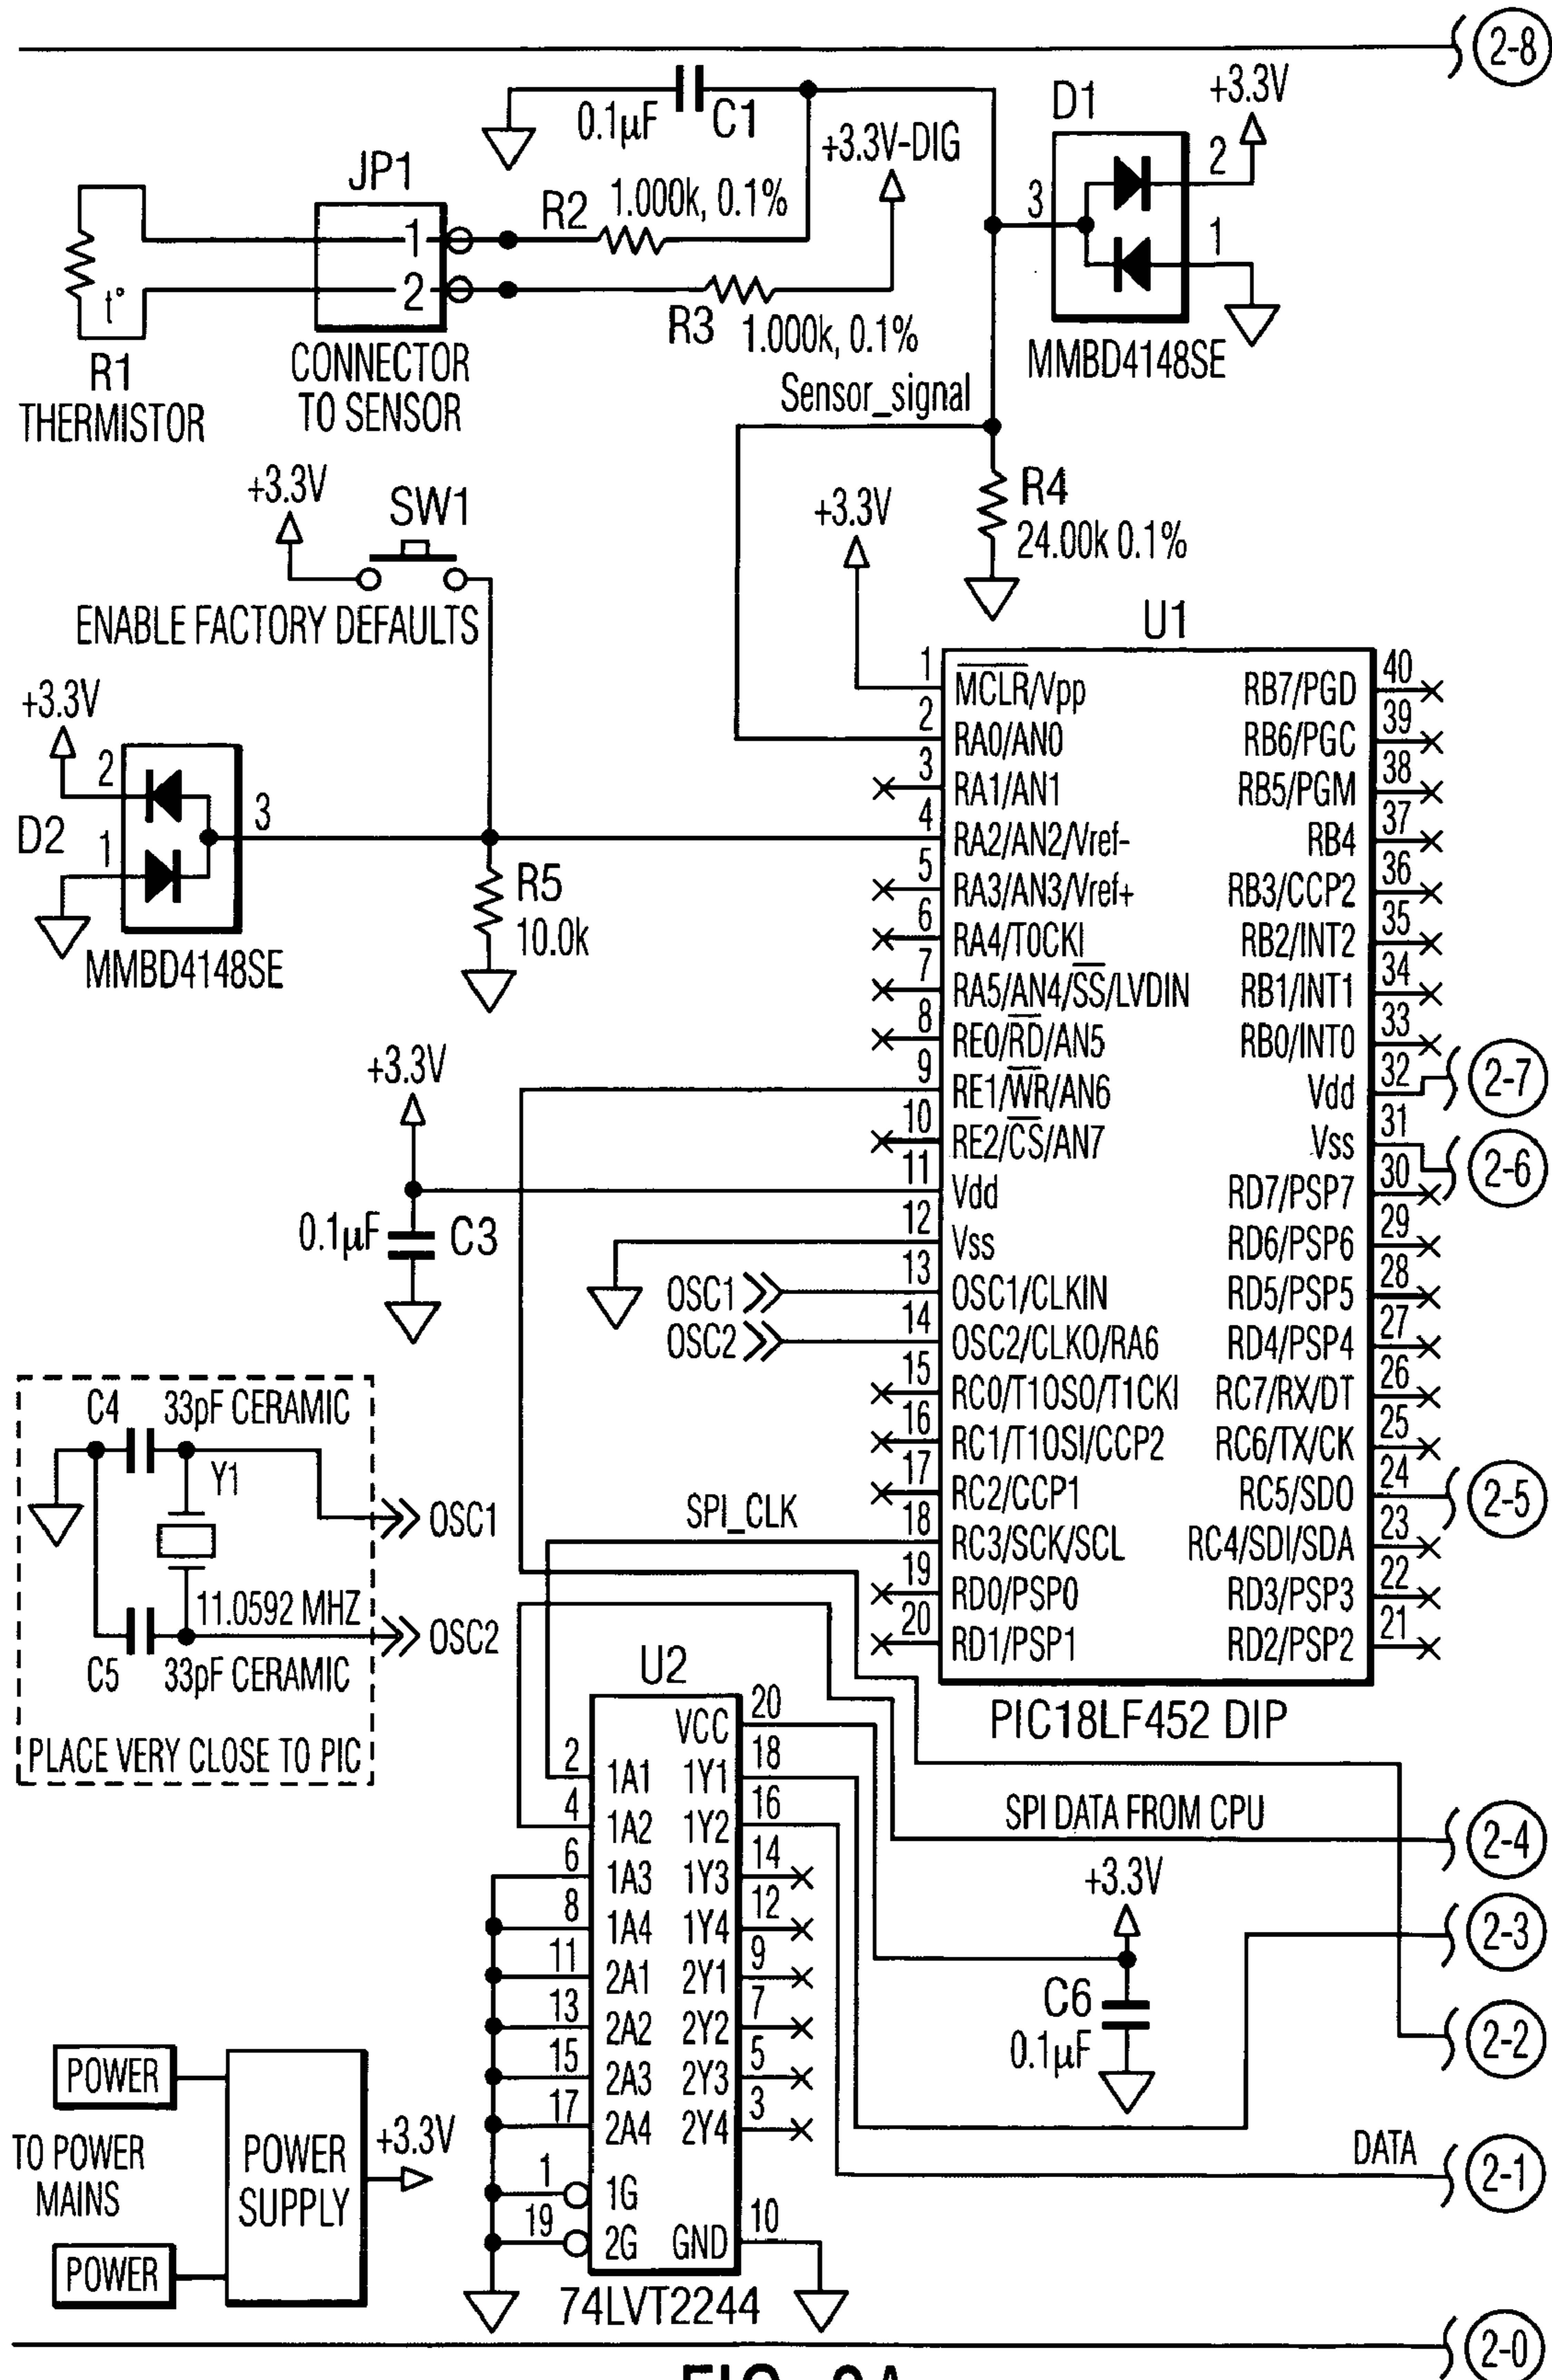 2-8
0.1µF
C1
D1
+3.3V
+3.3V-DIG
JP1
R2
1.000k, 0.1%
3
2
1
1
2
t°
R3
1.000k, 0.1%
R1
THERMISTOR
CONNECTOR
TO SENSOR
MMBD4148SE
Sensor_signal
+3.3V
SW1
+3.3V
R4
24.00k 0.1%
ENABLE FACTORY DEFAULTS
U1
+3.3V
2
D2
1
3
R5
10.0k
MMBD4148SE
1 MCLR/Vpp RB7/PGD 40
2 RA0/AN0 RB6/PGC 39
3 RA1/AN1 RB5/PGM 38
4 RA2/AN2/Vref- RB4 37
5 RA3/AN3/Vref+ RB3/CCP2 36
6 RA4/T0CKI RB2/INT2 35
7 RA5/AN4/SS/LVDIN RB1/INT1 34
8 RE0/RD/AN5 RB0/INT0 33
9 RE1/WR/AN6 Vdd 32 2-7
10 RE2/CS/AN7 Vss 31 2-6
11 Vdd RD7/PSP7 30
12 Vss RD6/PSP6 29
OSC1 13 OSC1/CLKIN RD5/PSP5 28
OSC2 14 OSC2/CLKO/RA6 RD4/PSP4 27
15 RC0/T1OSO/T1CKI RC7/RX/DT 26
16 RC1/T1OSI/CCP2 RC6/TX/CK 25
17 RC2/CCP1 RC5/SDO 24 2-5
SPI_CLK 18 RC3/SCK/SCL RC4/SDI/SDA 23
19 RD0/PSP0 RD3/PSP3 22
20 RD1/PSP1 RD2/PSP2 21
PIC18LF452 DIP
+3.3V
0.1µF
C3
C4
33pF CERAMIC
Y1
OSC1
11.0592 MHZ
OSC2
C5
33pF CERAMIC
PLACE VERY CLOSE TO PIC
U2
VCC 20
2 1A1 1Y1 18
4 1A2 1Y2 16
6 1A3 1Y3 14
8 1A4 1Y4 12
11 2A1 2Y1 9
13 2A2 2Y2 7
15 2A3 2Y3 5
17 2A4 2Y4 3
1 1G
19 2G GND 10
74LVT2244
SPI DATA FROM CPU
2-4
+3.3V
2-3
C6
0.1µF
2-2
DATA
2-1
POWER
TO POWER
MAINS
POWER
SUPPLY
+3.3V
POWER
2-0